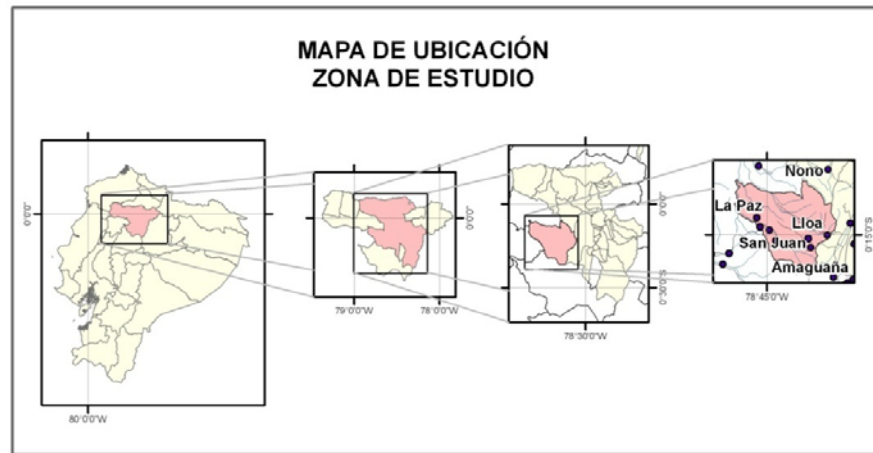 MAPA DE UBICACIÓN
ZONA DE ESTUDIO
0°0'0"
80°0'0"W
0°0'0"
79°0'0"W
78°0'0"W
0°0'0"
0°30'0"S
78°30'0"W
Nono
La Paz
Lloa
San Juan
Amaguaña
0°15'0"S
78°45'0"W